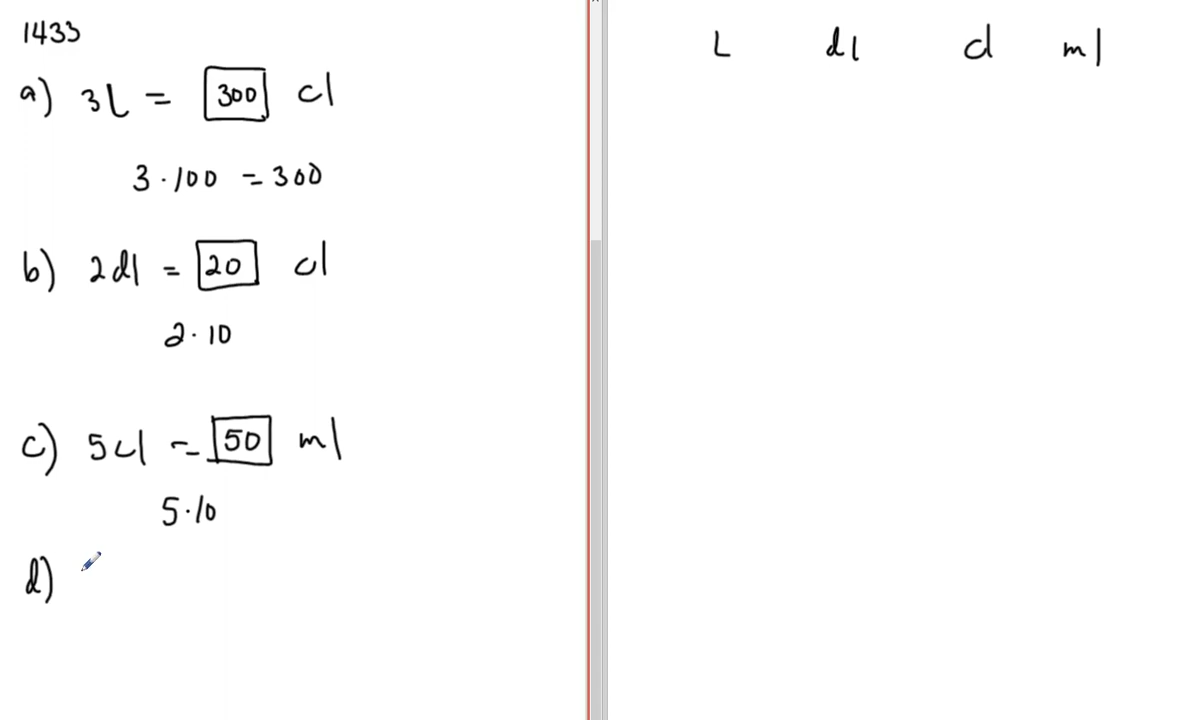 1433
a) 3L = 300 cl
3·100 = 300
b) 2dl = 20 cl
2·10
c) 5cl = 50 ml
5·10
d)
L dl cl ml